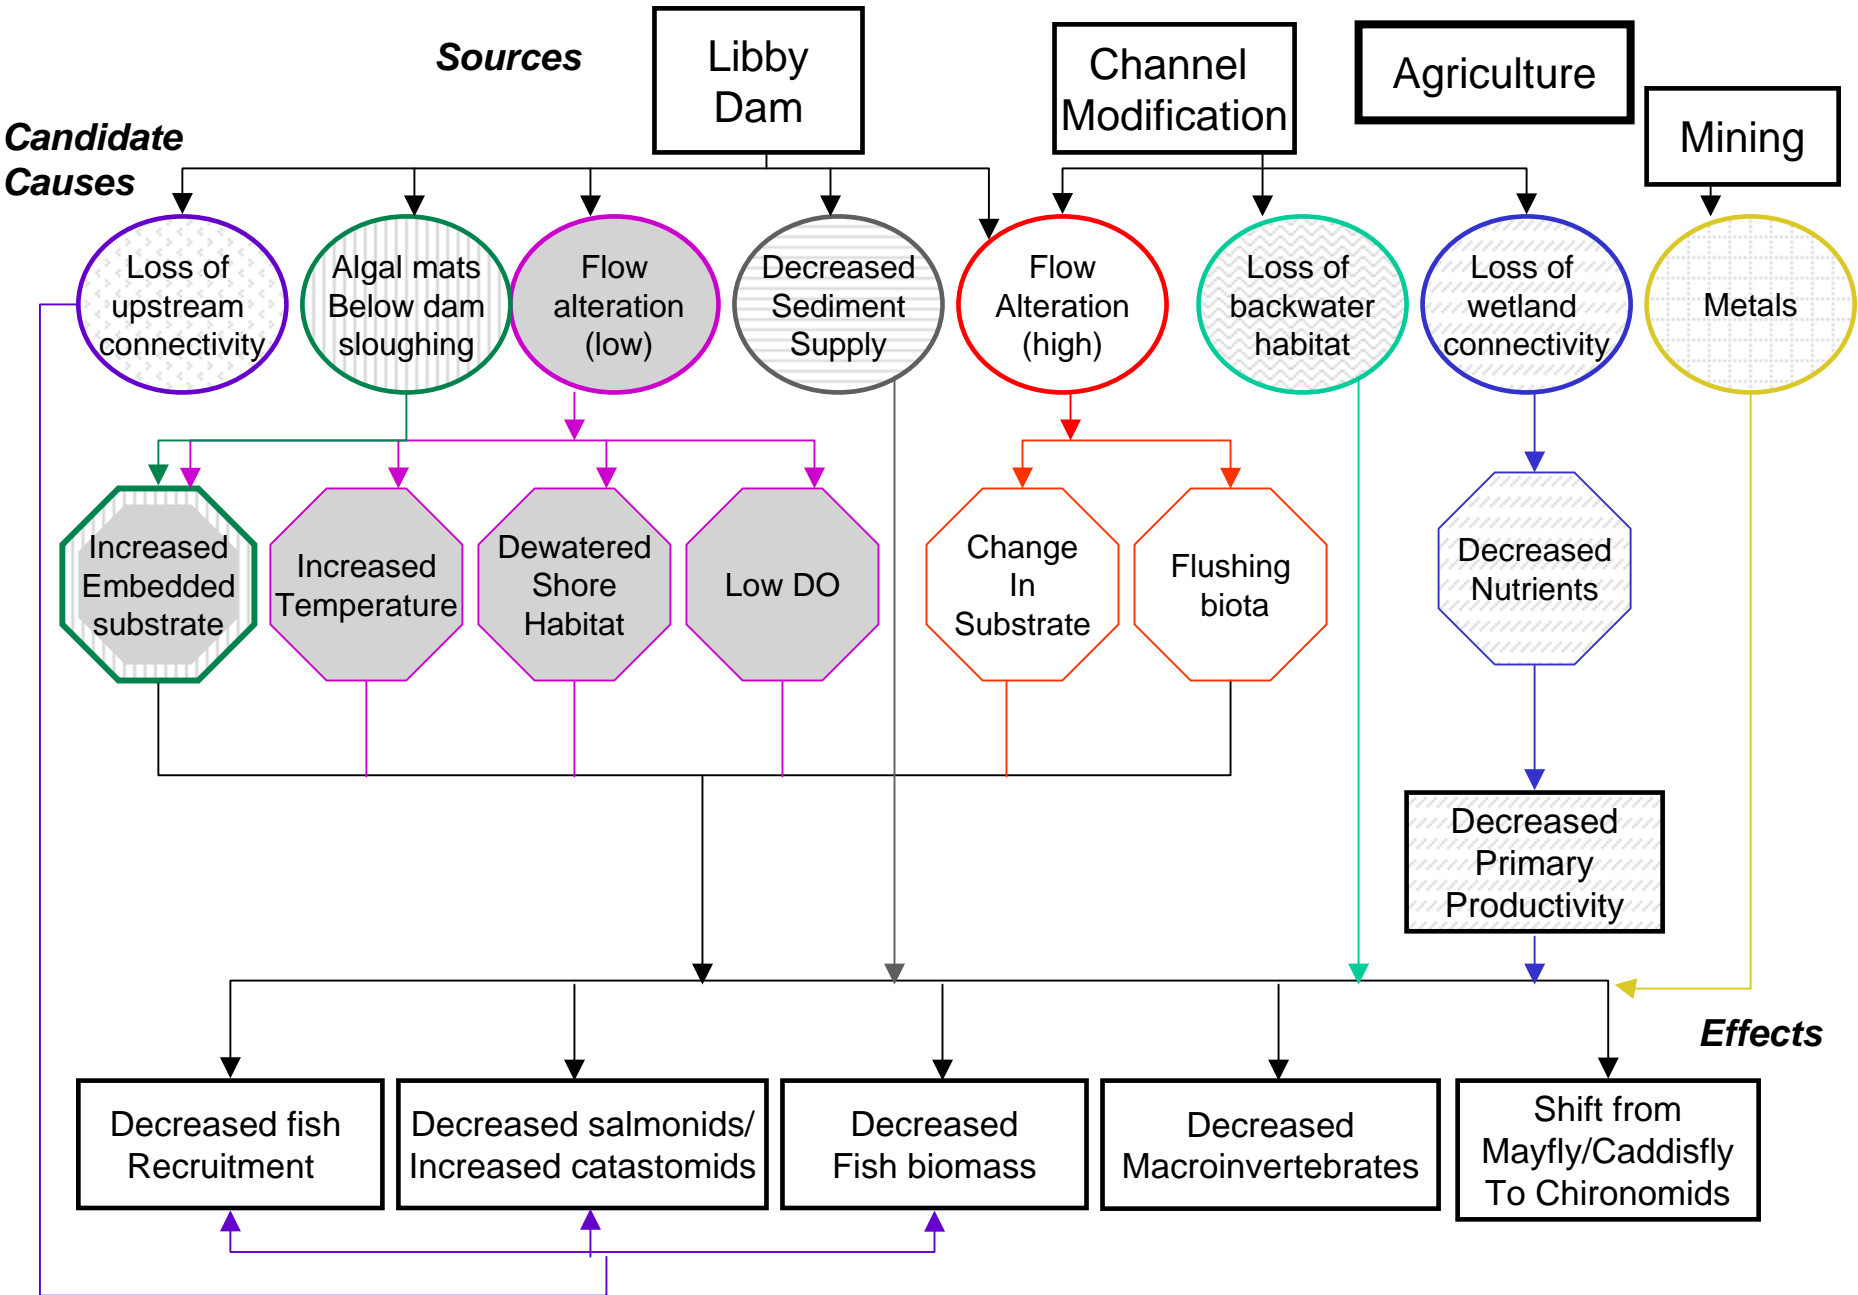 Sources
Libby
Dam
Channel
Modification
Agriculture
Mining
Candidate
Causes
Loss of
upstream
connectivity
Algal mats
Below dam
sloughing
Flow
alteration
(low)
Decreased
Sediment
Supply
Flow
Alteration
(high)
Loss of
backwater
habitat
Loss of
wetland
connectivity
Metals
Increased
Embedded
substrate
Increased
Temperature
Dewatered
Shore
Habitat
Low DO
Change
In
Substrate
Flushing
biota
Decreased
Nutrients
Decreased
Primary
Productivity
Effects
Decreased fish
Recruitment
Decreased salmonids/
Increased catastomids
Decreased
Fish biomass
Decreased
Macroinvertebrates
Shift from
Mayfly/Caddisfly
To Chironomids